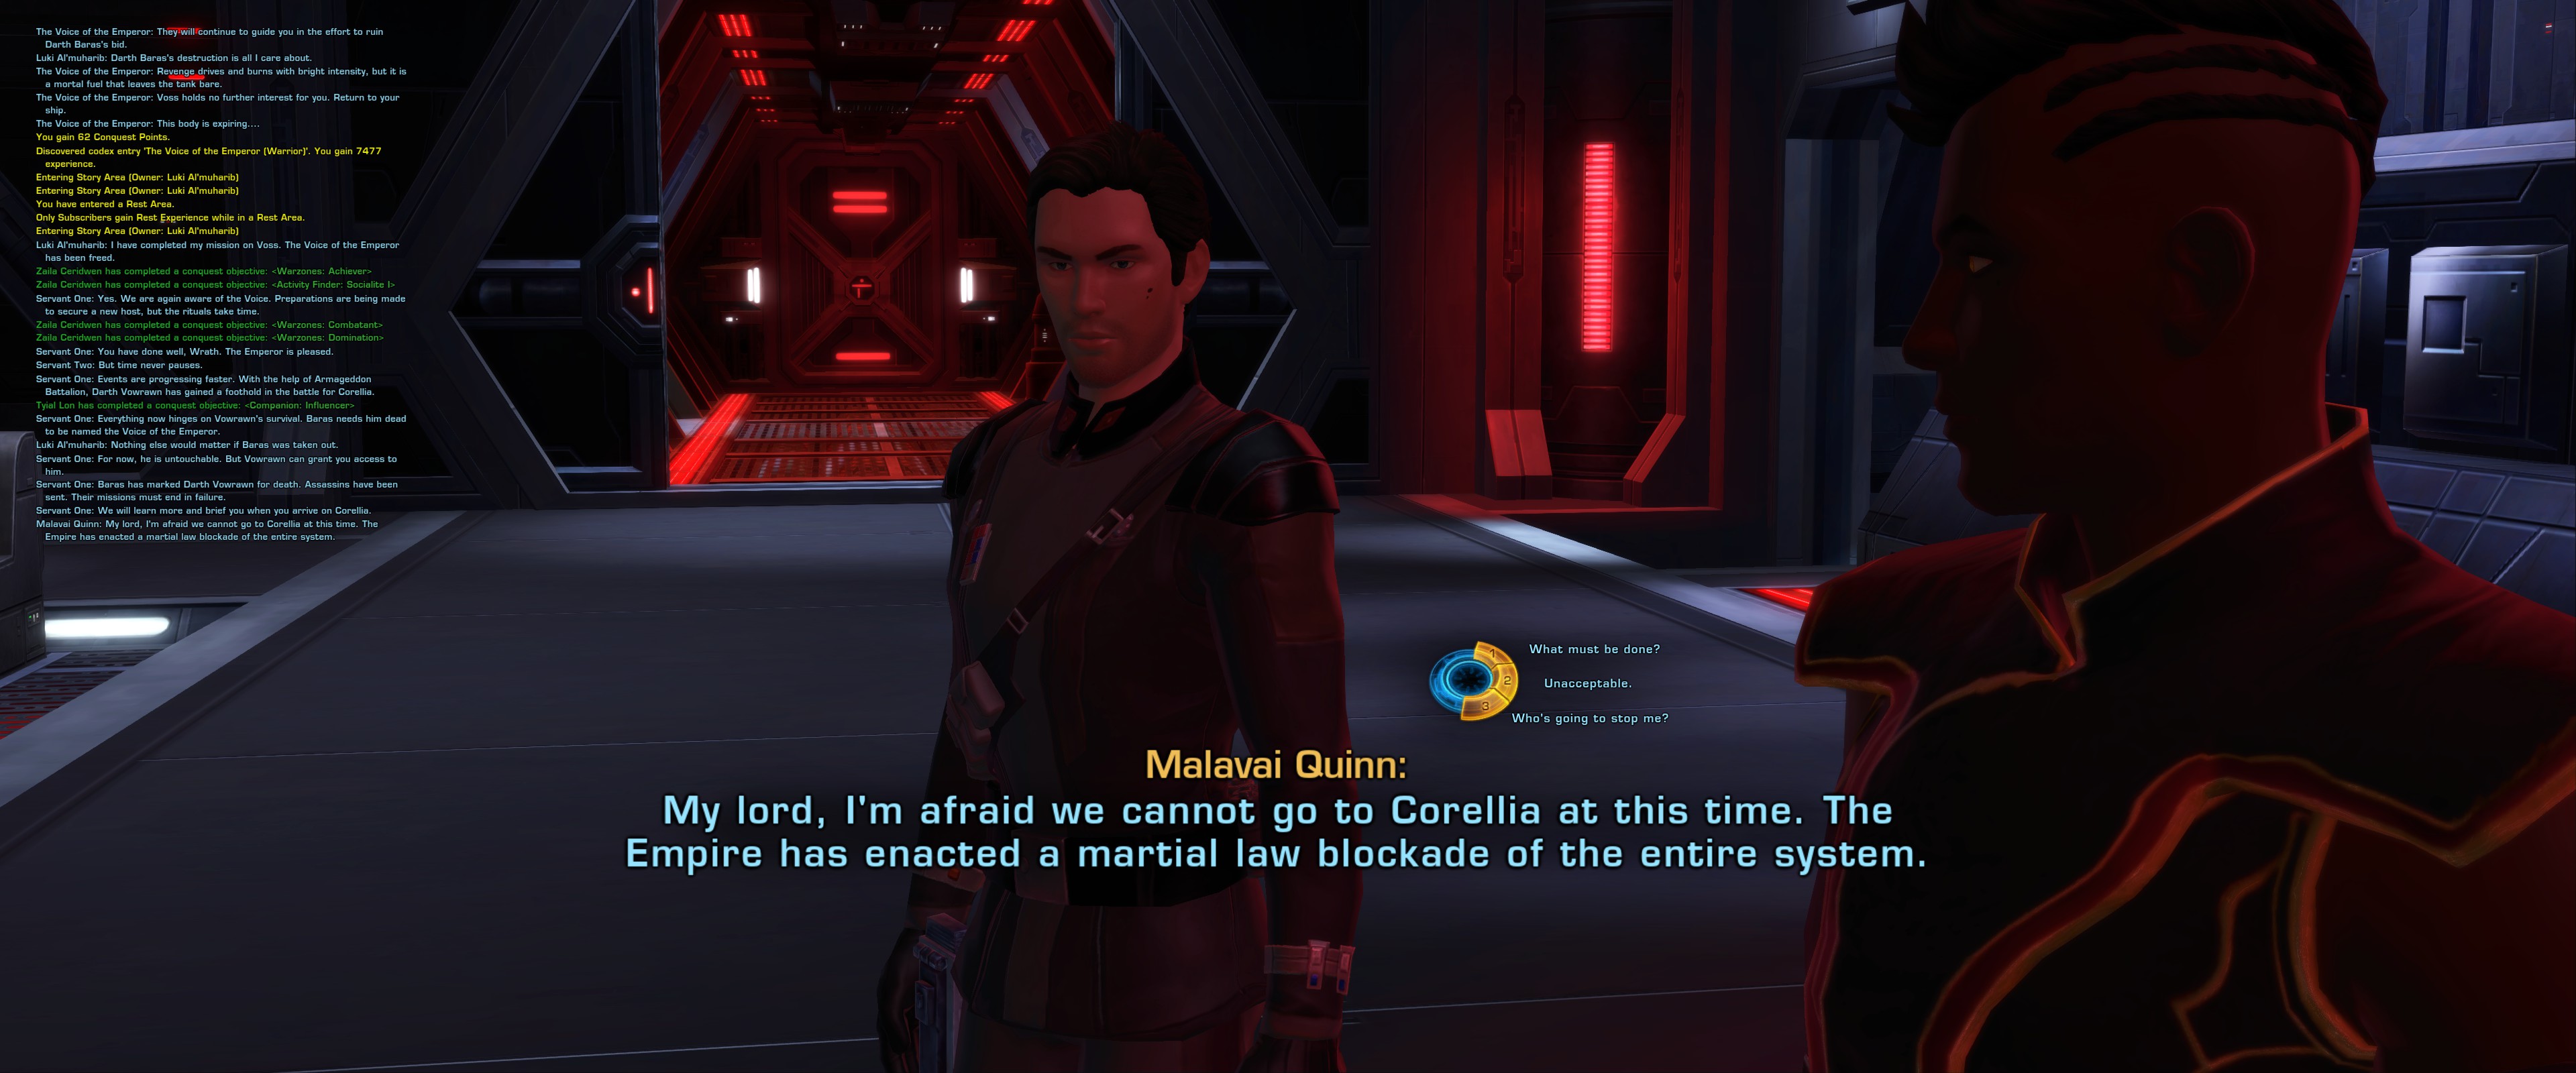 The Voice of the Emperor: They will continue to guide you in the effort to ruin
Darth Baras's bid.
Luki Al'muharib: Darth Baras's destruction is all I care about.
The Voice of the Emperor: Revenge drives and burns with bright intensity, but it is
a mortal fuel that leaves the tank bare.
The Voice of the Emperor: Voss holds no further interest for you. Return to your
ship.
The Voice of the Emperor: This body is expiring....
You gain 62 Conquest Points.
Discovered codex entry 'The Voice of the Emperor (Warrior)'. You gain 7477
experience.
Entering Story Area (Owner: Luki Al'muharib)
Entering Story Area (Owner: Luki Al'muharib)
You have entered a Rest Area.
Only Subscribers gain Rest Experience while in a Rest Area.
Entering Story Area (Owner: Luki Al'muharib)
Luki Al'muharib: I have completed my mission on Voss. The Voice of the Emperor
has been freed.
Zaila Ceridwen has completed a conquest objective: <Warzones: Achiever>
Zaila Ceridwen has completed a conquest objective: <Activity Finder: Socialite I>
Servant One: Yes. We are again aware of the Voice. Preparations are being made
to secure a new host, but the rituals take time.
Zaila Ceridwen has completed a conquest objective: <Warzones: Combatant>
Zaila Ceridwen has completed a conquest objective: <Warzones: Domination>
Servant One: You have done well, Wrath. The Emperor is pleased.
Servant Two: But time never pauses.
Servant One: Events are progressing faster. With the help of Armageddon
Battalion, Darth Vowrawn has gained a foothold in the battle for Corellia.
Tyial Lon has completed a conquest objective: <Companion: Influencer>
Servant One: Everything now hinges on Vowrawn's survival. Baras needs him dead
to be named the Voice of the Emperor.
Luki Al'muharib: Nothing else would matter if Baras was taken out.
Servant One: For now, he is untouchable. But Vowrawn can grant you access to
him.
Servant One: Baras has marked Darth Vowrawn for death. Assassins have been
sent. Their missions must end in failure.
Servant One: We will learn more and brief you when you arrive on Corellia.
Malavai Quinn: My lord, I'm afraid we cannot go to Corellia at this time. The
Empire has enacted a martial law blockade of the entire system.
1 What must be done?
2 Unacceptable.
3 Who's going to stop me?
Malavai Quinn:
My lord, I'm afraid we cannot go to Corellia at this time. The
Empire has enacted a martial law blockade of the entire system.